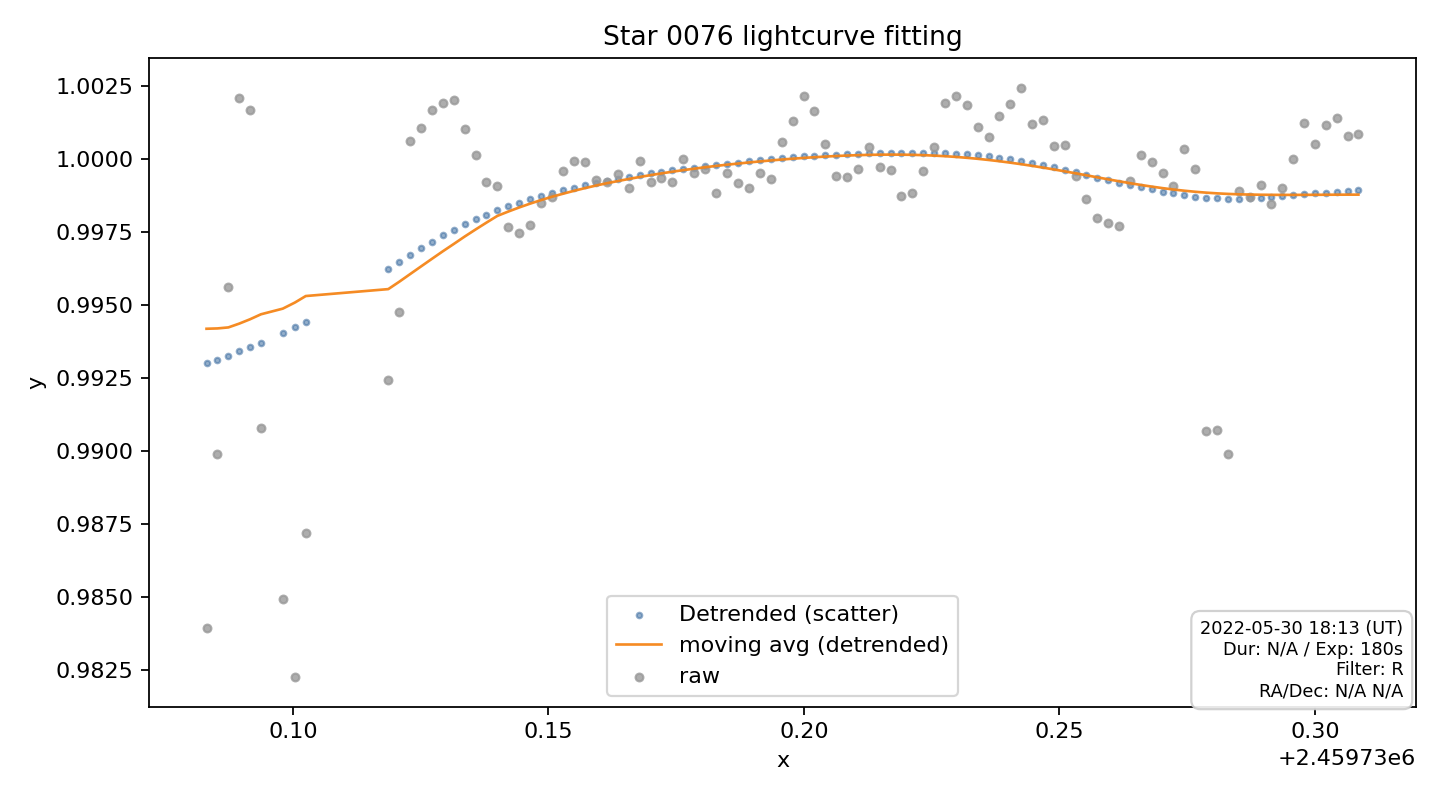 Star 0076 lightcurve fitting
1.0025
1.0000
0.9975
0.9950
0.9925
0.9900
0.9875
0.9850
0.9825
y
Detrended (scatter)
moving avg (detrended)
raw
2022-05-30 18:13 (UT)
Dur: N/A / Exp: 180s
Filter: R
RA/Dec: N/A N/A
0.10 0.15 0.20 0.25 0.30
x
+2.45973e6